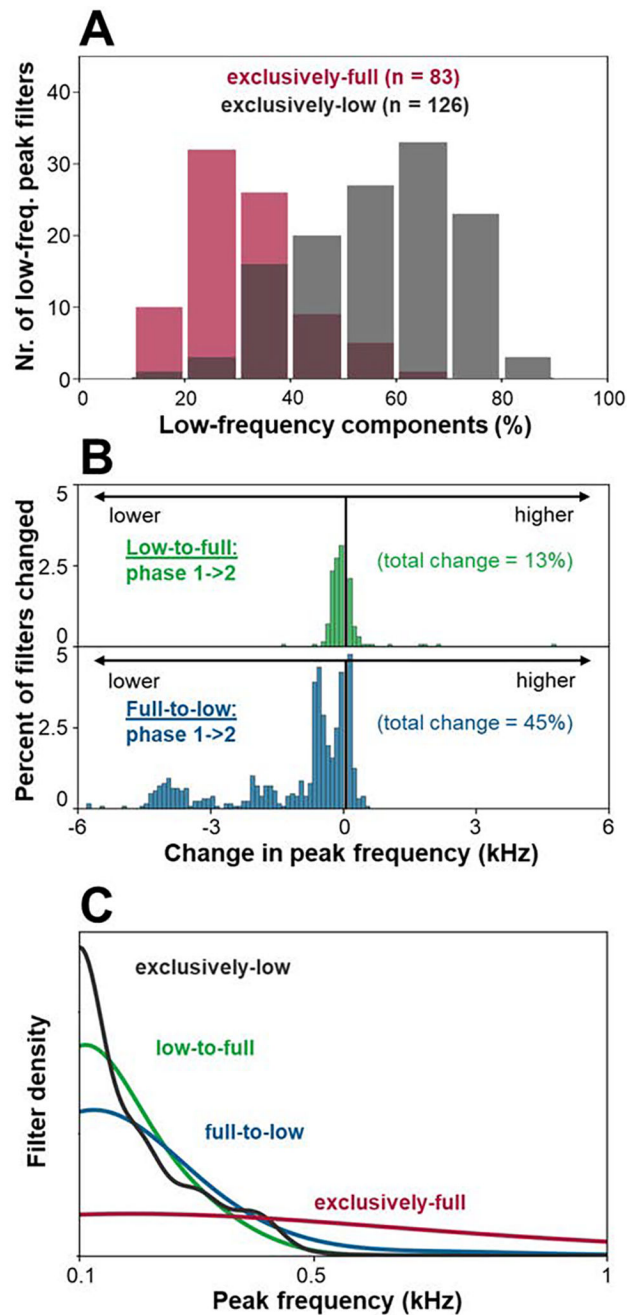 A
exclusively-full (n = 83)
exclusively-low (n = 126)
Nr. of low-freq. peak filters
40
30
20
10
0
0 20 40 60 80 100
Low-frequency components (%)
B
5
lower higher
Low-to-full:
phase 1->2
(total change = 13%)
2.5
0
Percent of filters changed
5
lower higher
Full-to-low:
phase 1->2
(total change = 45%)
2.5
0
-6 -3 0 3 6
Change in peak frequency (kHz)
C
exclusively-low
low-to-full
full-to-low
exclusively-full
Filter density
0.1 0.5 1
Peak frequency (kHz)